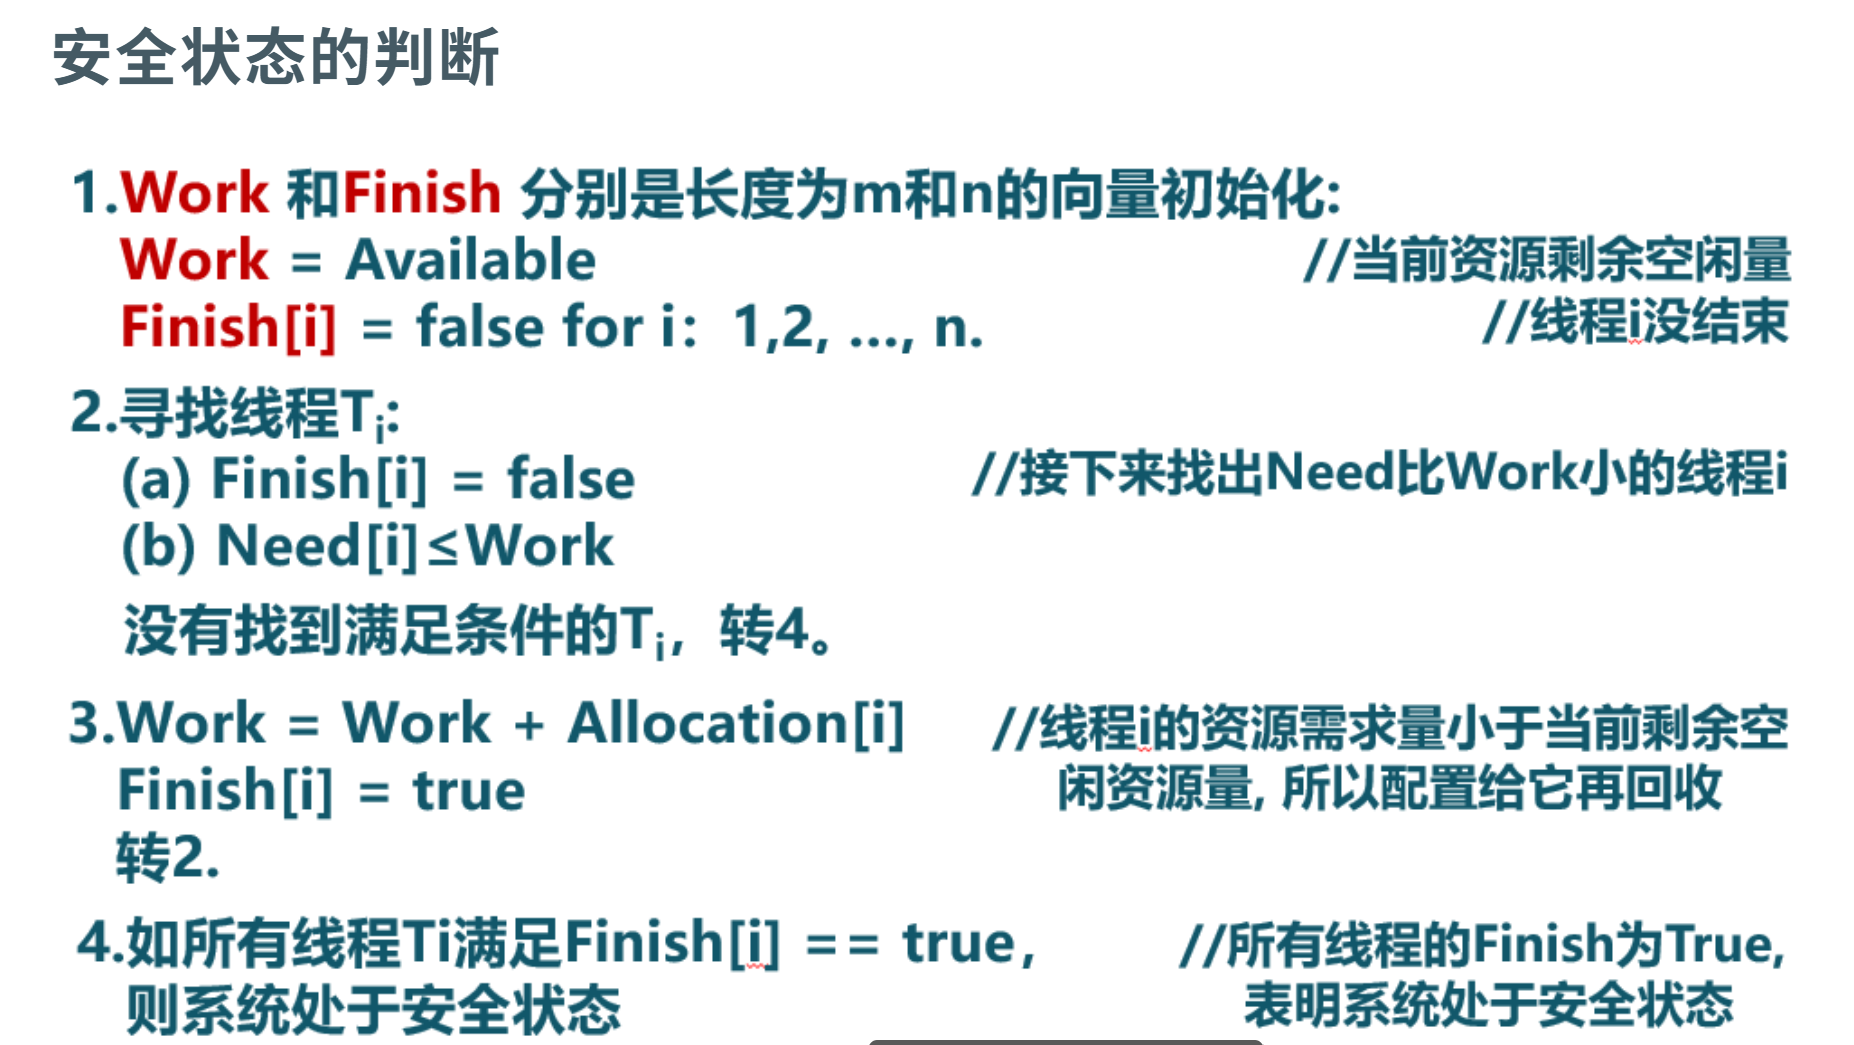 安全状态的判断
1.Work 和Finish 分别是长度为m和n的向量初始化:
Work = Available //当前资源剩余空闲量
Finish[i] = false for i：1,2, ..., n. //线程i没结束
2.寻找线程Ti:
(a) Finish[i] = false //接下来找出Need比Work小的线程i
(b) Need[i]≤Work
没有找到满足条件的Ti，转4。
3.Work = Work + Allocation[i] //线程i的资源需求量小于当前剩余空
Finish[i] = true 闲资源量, 所以配置给它再回收
转2.
4.如所有线程Ti满足Finish[i] == true， //所有线程的Finish为True,
则系统处于安全状态 表明系统处于安全状态